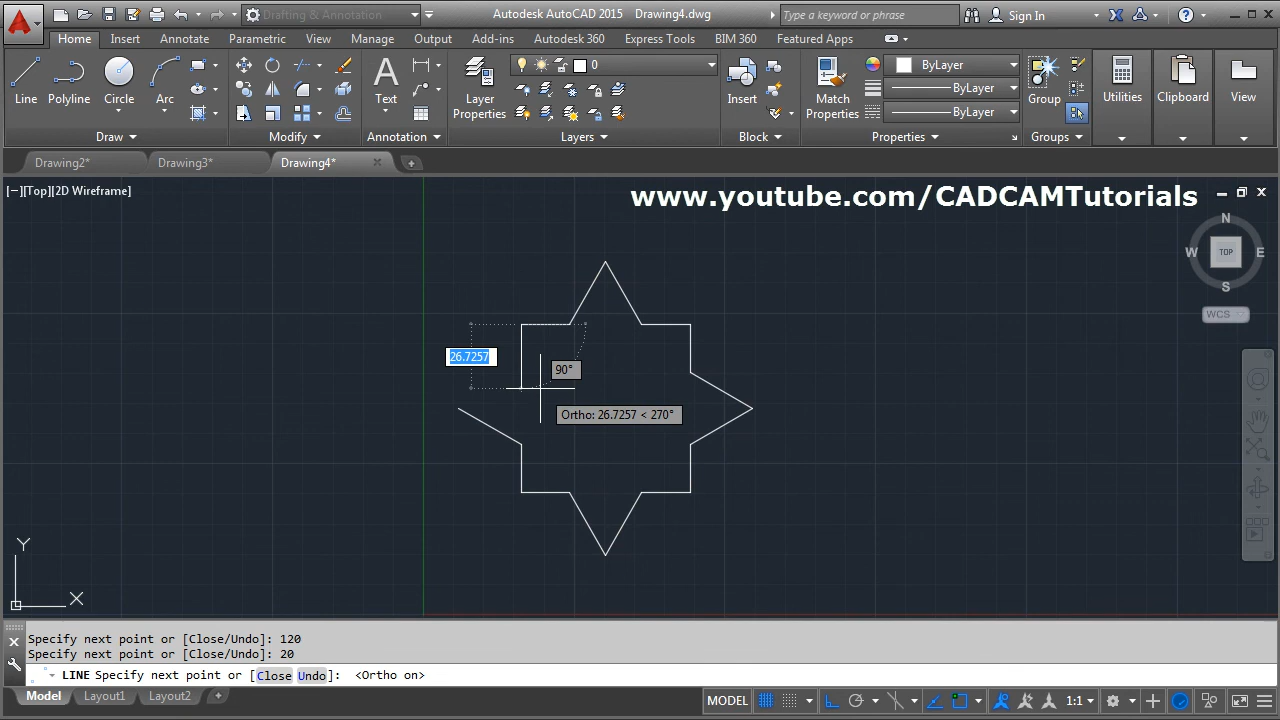 Drafting & Annotation
Autodesk AutoCAD 2015 Drawing4.dwg
Type a keyword or phrase
Sign In
Home Insert Annotate Parametric View Manage Output Add-ins Autodesk 360 Express Tools BIM 360 Featured Apps
Line Polyline Circle Arc
Text
Layer
Properties
0
Insert
Match
Properties
ByLayer
ByLayer
ByLayer
Group
Utilities
Clipboard
View
Draw Modify Annotation Layers Block Properties Groups
Drawing2* Drawing3* Drawing4*
[−][Top][2D Wireframe]
www.youtube.com/CADCAMTutorials
N
W TOP E
S
WCS
26.7257
90°
Ortho: 26.7257 < 270°
Y
X
Specify next point or [Close/Undo]: 120
Specify next point or [Close/Undo]: 20
LINE Specify next point or [Close Undo]: <Ortho on>
Model Layout1 Layout2
MODEL
1:1